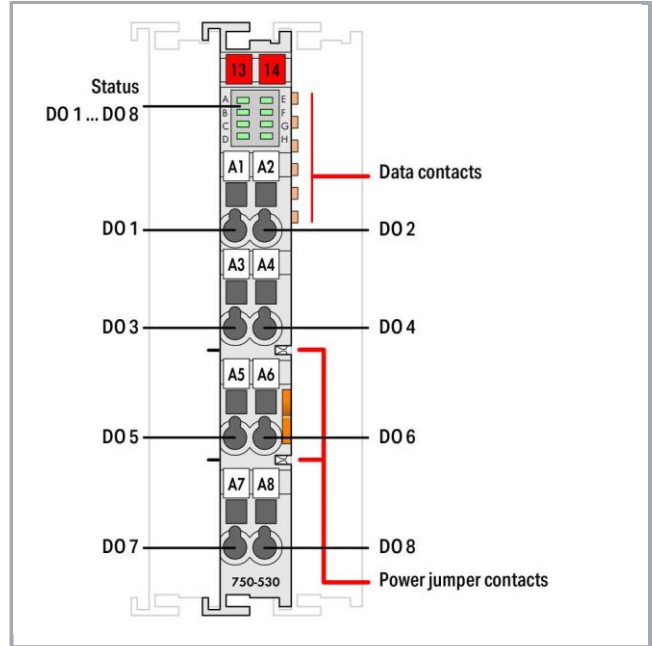 13 14
Status
DO 1 ... DO 8
A E
B F
C G
D H
A1 A2
Data contacts
DO 1 DO 2
A3 A4
DO 3 DO 4
A5 A6
DO 5 DO 6
A7 A8
DO 7 DO 8
750-530
Power jumper contacts